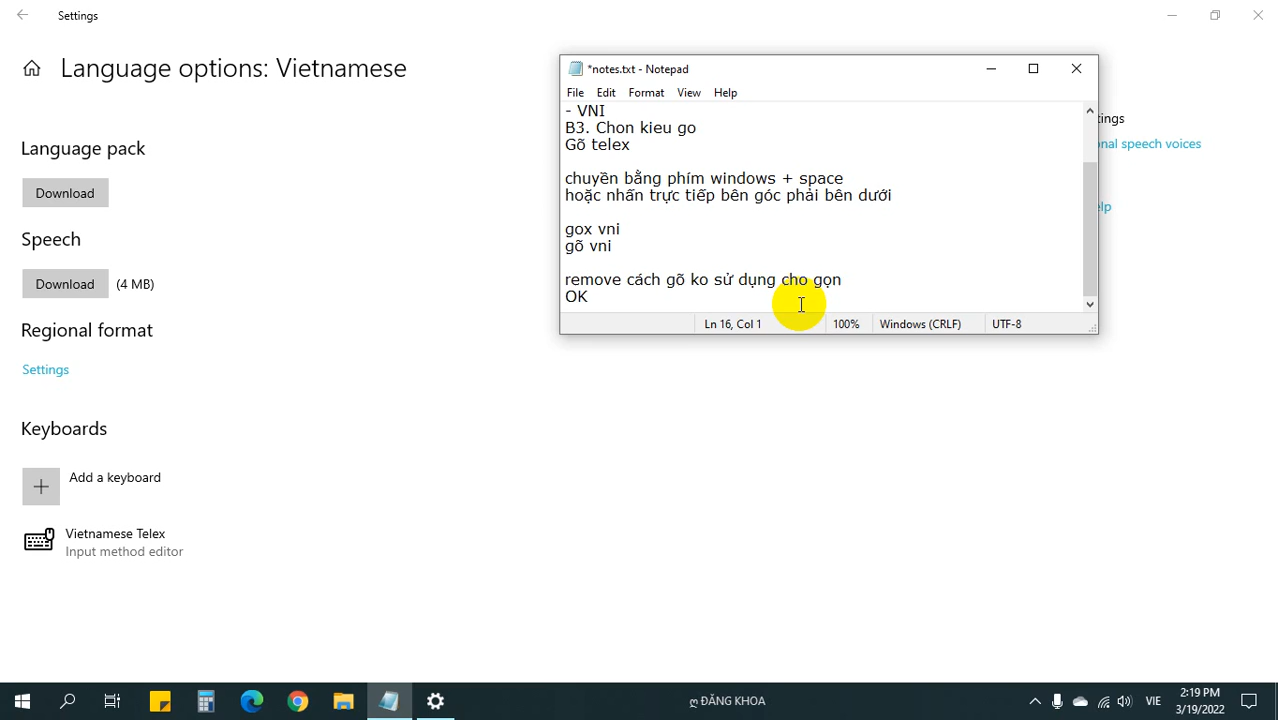 Settings
Language options: Vietnamese
Language pack
Download
Speech
Download (4 MB)
Regional format
Settings
Keyboards
Add a keyboard
Vietnamese Telex
Input method editor
*notes.txt - Notepad
File Edit Format View Help
- VNI
B3. Chon kieu go
Gõ telex
chuyển bằng phím windows + space
hoặc nhấn trực tiếp bên góc phải bên dưới
gox vni
gõ vni
remove cách gõ ko sử dụng cho gọn
OK
Ln 16, Col 1 100% Windows (CRLF) UTF-8
ღ ĐĂNG KHOA
VIE
2:19 PM
3/19/2022